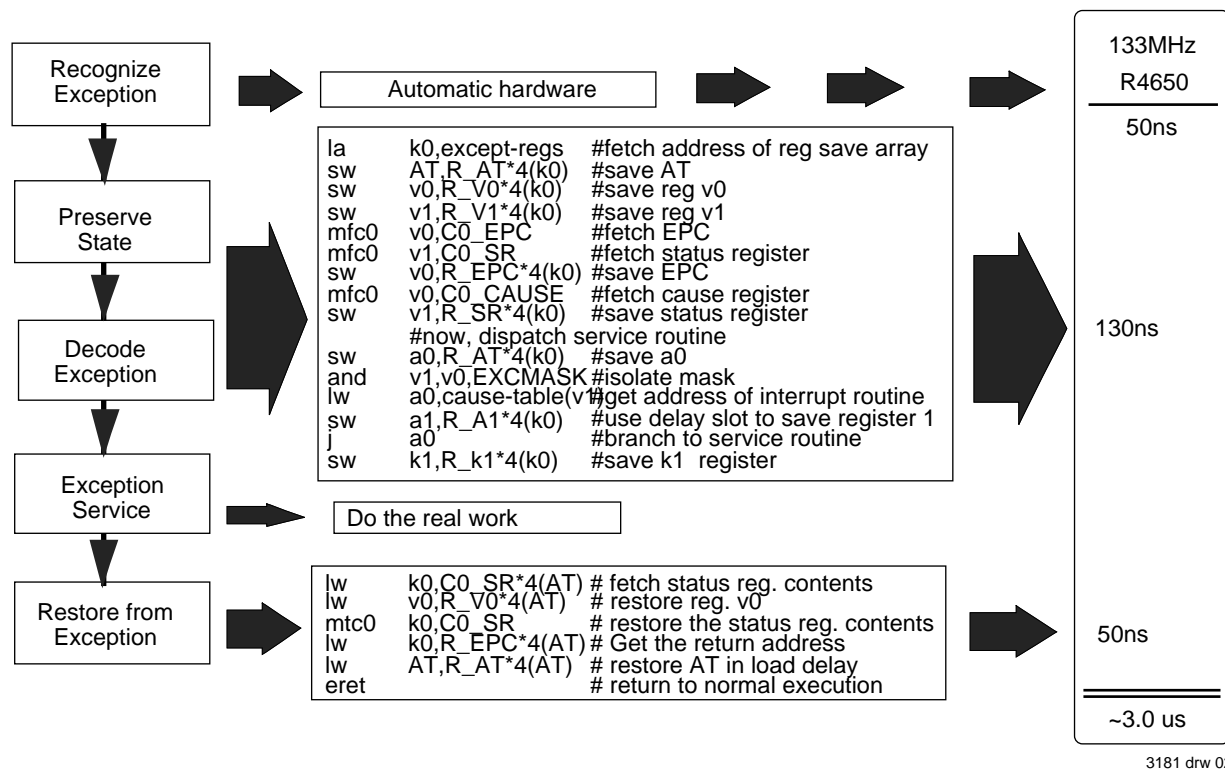 Recognize
Exception
Automatic hardware
133MHz
R4650
50ns
Preserve
State
Decode
Exception
la k0,except-regs #fetch address of reg save array
sw AT,R_AT*4(k0) #save AT
sw v0,R_V0*4(k0) #save reg v0
sw v1,R_V1*4(k0) #save reg v1
mfc0 v0,C0_EPC #fetch EPC
mfc0 v1,C0_SR #fetch status register
sw v0,R_EPC*4(k0) #save EPC
mfc0 v0,C0_CAUSE #fetch cause register
sw v1,R_SR*4(k0) #save status register
#now, dispatch service routine
sw a0,R_AT*4(k0) #save a0
and v1,v0,EXCMASK #isolate mask
lw a0,cause-table(v1) #get address of interrupt routine
sw a1,R_A1*4(k0) #use delay slot to save register 1
j a0 #branch to service routine
sw k1,R_k1*4(k0) #save k1 register
130ns
Exception
Service
Do the real work
Restore from
Exception
lw k0,C0_SR*4(AT) # fetch status reg. contents
lw v0,R_V0*4(AT) # restore reg. v0
mtc0 k0,C0_SR # restore the status reg. contents
lw k0,R_EPC*4(AT) # Get the return address
lw AT,R_AT*4(AT) # restore AT in load delay
eret # return to normal execution
50ns
~3.0 us
3181 drw